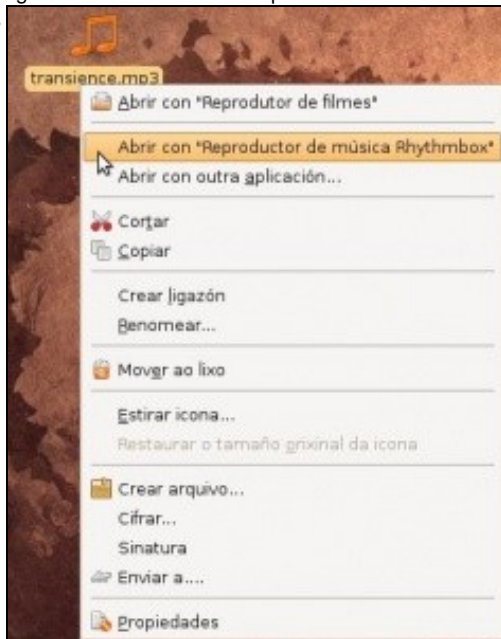 transience.mp3
Abrir con "Reprodutor de filmes"
Abrir con "Reproductor de música Rhythmbox"
Abrir con outra aplicación...
Cortar
Copiar
Crear ligazón
Renomear...
Mover ao lixo
Estirar icona...
Restaurar o tamaño orixinal da icona
Crear arquivo...
Cifrar...
Sinatura
Enviar a....
Propiedades